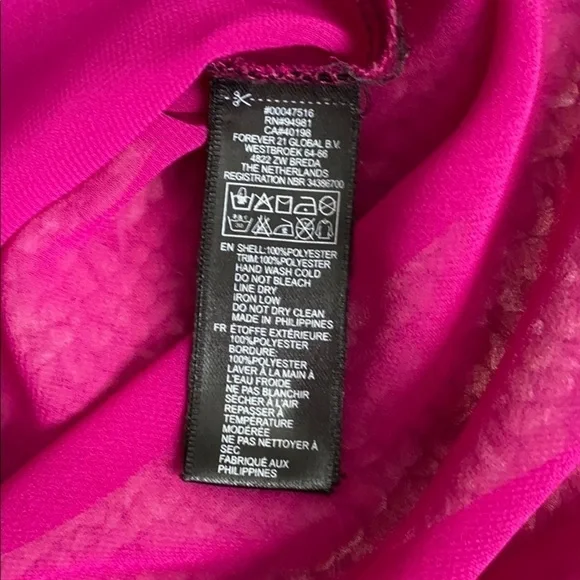 #00047516
RN#94981
CA#40198
FOREVER 21 GLOBAL B.V.
WESTBROEK 64-66
4822 ZW BREDA
THE NETHERLANDS
REGISTRATION NBR 34396700
EN SHELL:100%POLYESTER
TRIM:100%POLYESTER
HAND WASH COLD
DO NOT BLEACH
LINE DRY
IRON LOW
DO NOT DRY CLEAN
MADE IN PHILIPPINES
FR ÉTOFFE EXTÉRIEURE:
100%POLYESTER
BORDURE:
100%POLYESTER
LAVER À LA MAIN À
L'EAU FROIDE
NE PAS BLANCHIR
SÉCHER À L'AIR
REPASSER À
TEMPÉRATURE
MODÉRÉE
NE PAS NETTOYER À
SEC
FABRIQUÉ AUX
PHILIPPINES